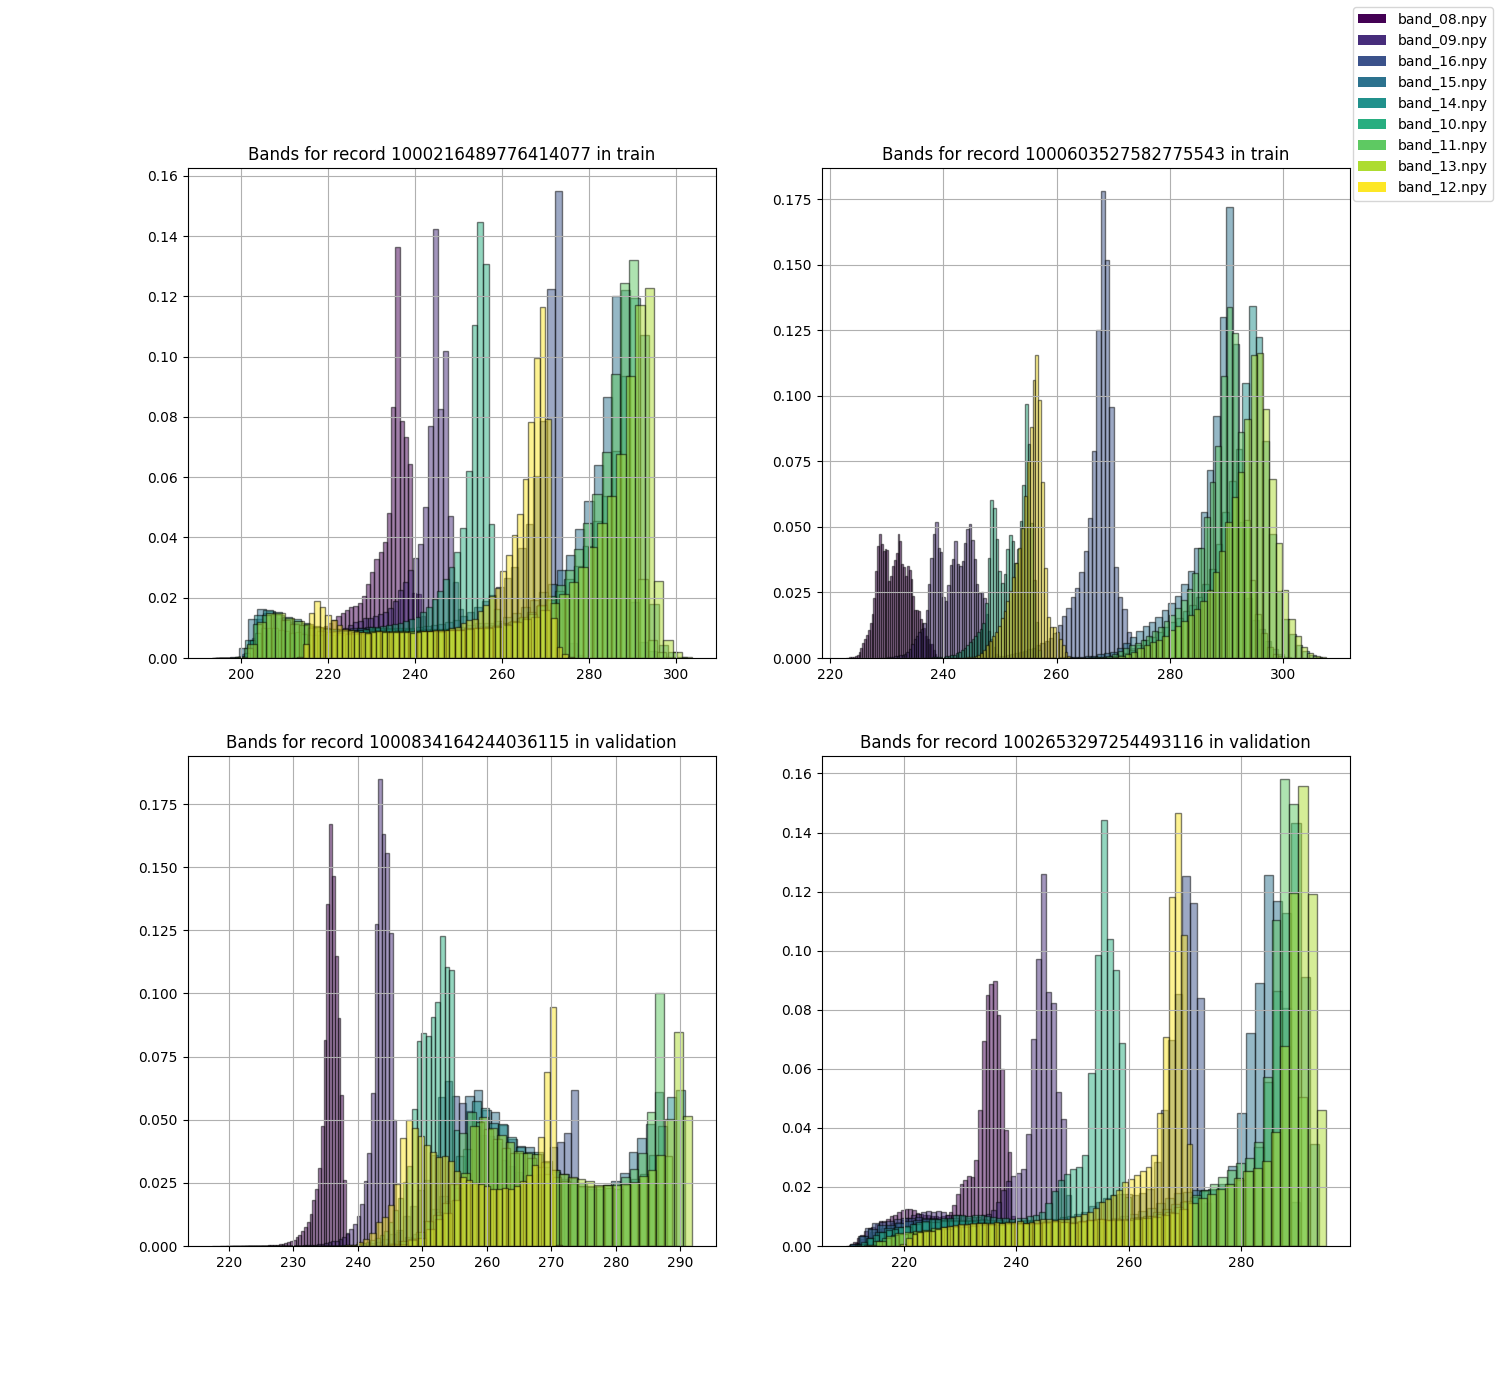 band_08.npy
band_09.npy
band_16.npy
band_15.npy
band_14.npy
band_10.npy
band_11.npy
band_13.npy
band_12.npy
Bands for record 1000216489776414077 in train
0.16
0.14
0.12
0.10
0.08
0.06
0.04
0.02
0.00
200 220 240 260 280 300
Bands for record 1000603527582775543 in train
0.175
0.150
0.125
0.100
0.075
0.050
0.025
0.000
220 240 260 280 300
Bands for record 1000834164244036115 in validation
0.175
0.150
0.125
0.100
0.075
0.050
0.025
0.000
220 230 240 250 260 270 280 290
Bands for record 1002653297254493116 in validation
0.16
0.14
0.12
0.10
0.08
0.06
0.04
0.02
0.00
220 240 260 280